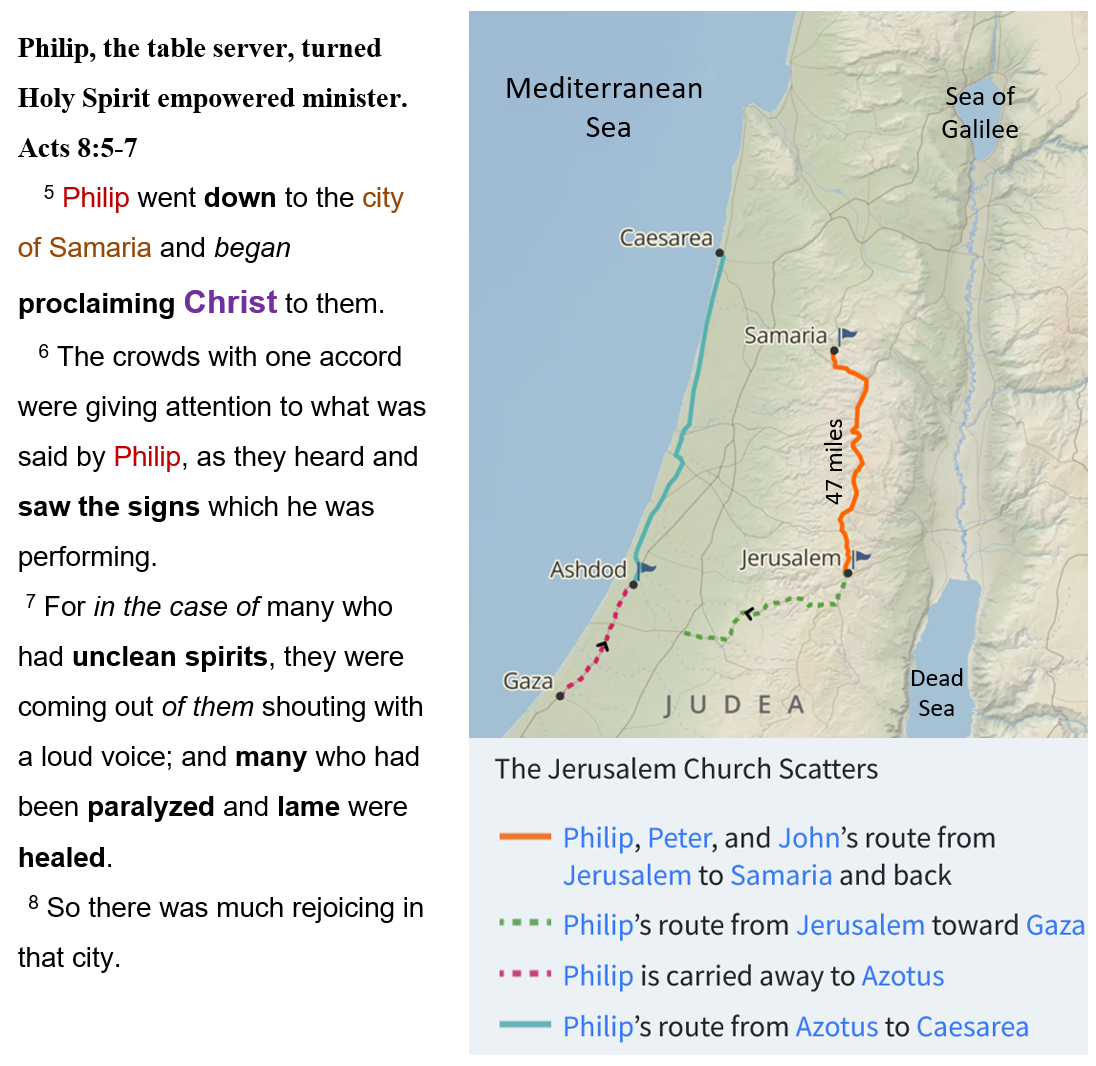 Philip, the table server, turned
Holy Spirit empowered minister.
Acts 8:5-7
5 Philip went down to the city
of Samaria and began
proclaiming Christ to them.
6 The crowds with one accord
were giving attention to what was
said by Philip, as they heard and
saw the signs which he was
performing.
7 For in the case of many who
had unclean spirits, they were
coming out of them shouting with
a loud voice; and many who had
been paralyzed and lame were
healed.
8 So there was much rejoicing in
that city.
Mediterranean
Sea
Sea of
Galilee
Caesarea
Samaria
47 miles
Jerusalem
Ashdod
Gaza
JUDEA
Dead
Sea
The Jerusalem Church Scatters
Philip, Peter, and John’s route from
Jerusalem to Samaria and back
Philip’s route from Jerusalem toward Gaza
Philip is carried away to Azotus
Philip’s route from Azotus to Caesarea